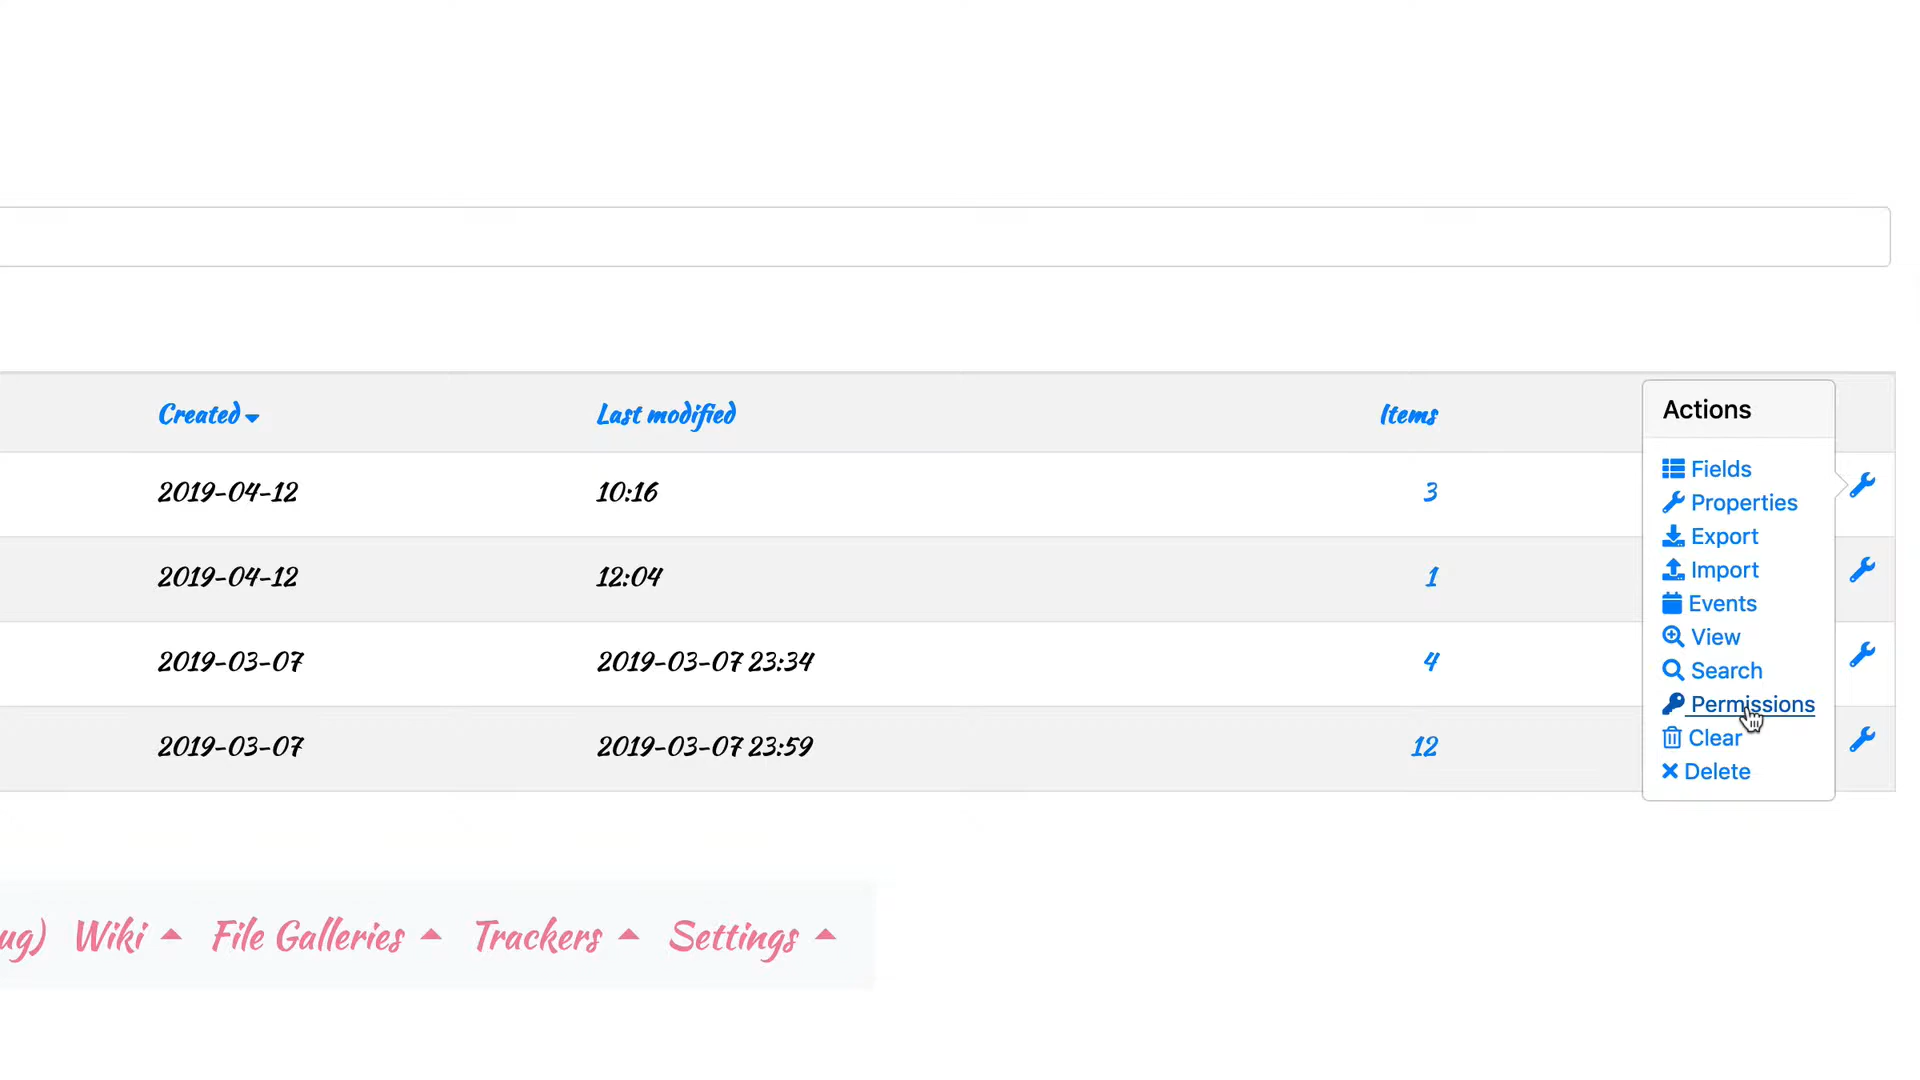 Created Last modified Items
2019-04-12 10:16 3
2019-04-12 12:04 1
2019-03-07 2019-03-07 23:34 4
2019-03-07 2019-03-07 23:59 12
Actions
Fields
Properties
Export
Import
Events
View
Search
Permissions
Clear
Delete
ug) Wiki File Galleries Trackers Settings